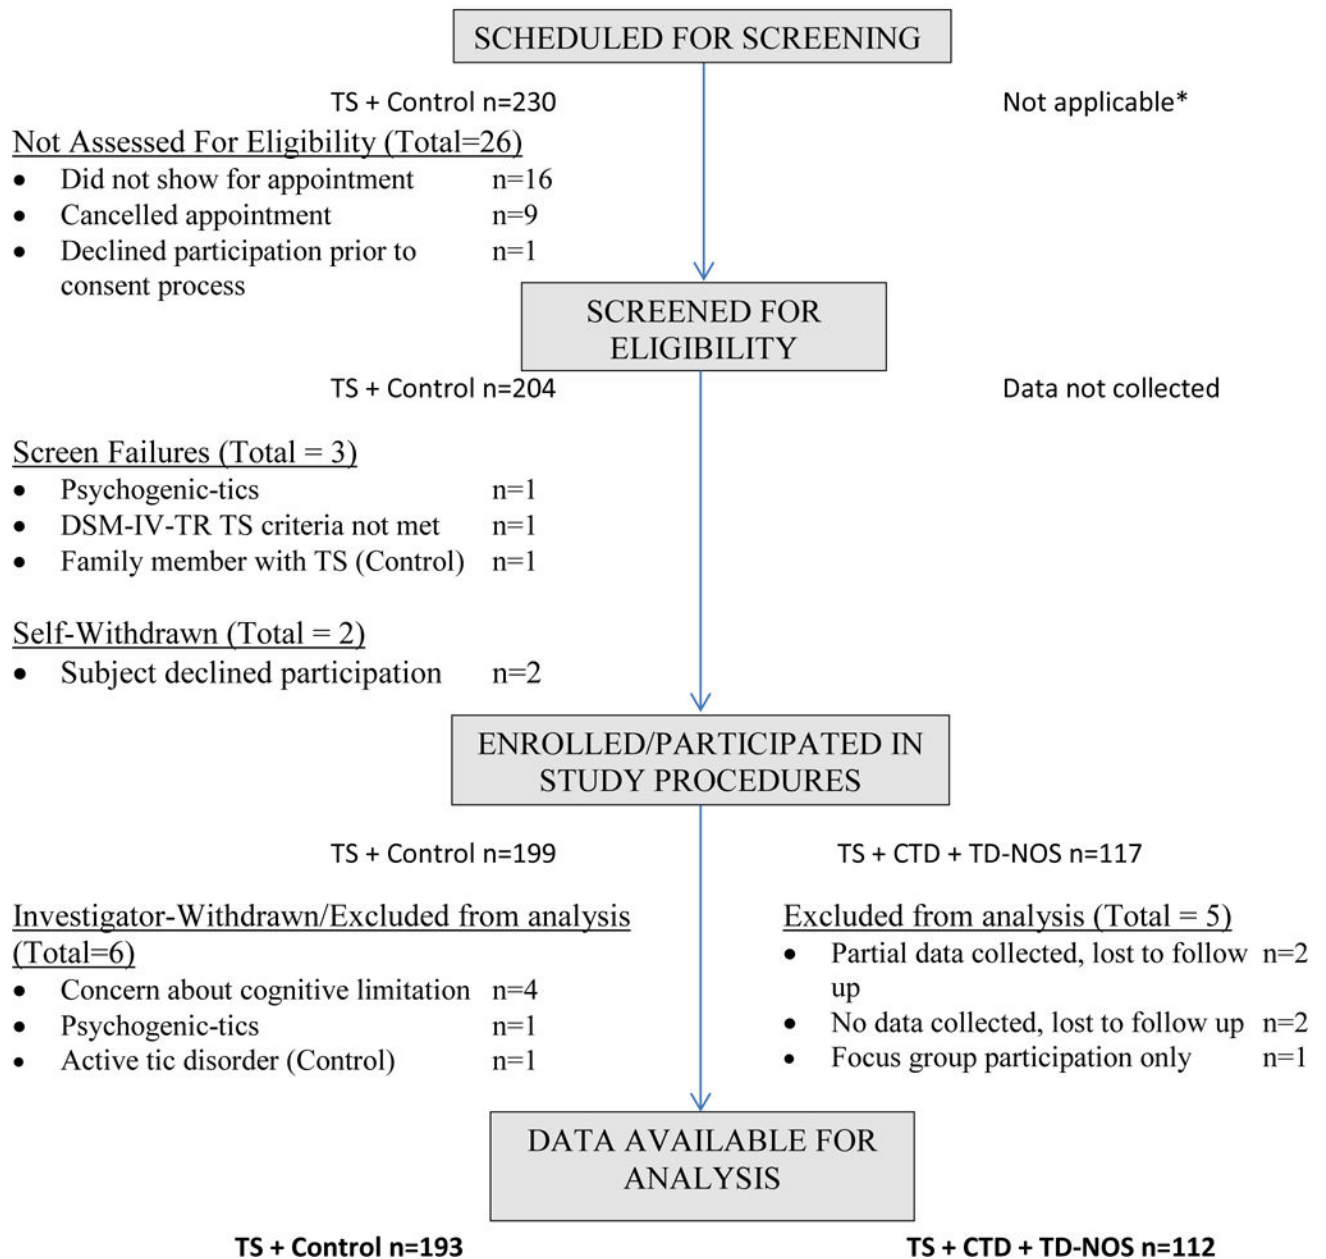 SCHEDULED FOR SCREENING
TS + Control n=230
Not applicable*
Not Assessed For Eligibility (Total=26)
• Did not show for appointment n=16
• Cancelled appointment n=9
• Declined participation prior to n=1
consent process
SCREENED FOR
ELIGIBILITY
TS + Control n=204
Data not collected
Screen Failures (Total = 3)
• Psychogenic-tics n=1
• DSM-IV-TR TS criteria not met n=1
• Family member with TS (Control) n=1
Self-Withdrawn (Total = 2)
• Subject declined participation n=2
ENROLLED/PARTICIPATED IN
STUDY PROCEDURES
TS + Control n=199
TS + CTD + TD-NOS n=117
Investigator-Withdrawn/Excluded from analysis
(Total=6)
• Concern about cognitive limitation n=4
• Psychogenic-tics n=1
• Active tic disorder (Control) n=1
Excluded from analysis (Total = 5)
• Partial data collected, lost to follow n=2
up
• No data collected, lost to follow up n=2
• Focus group participation only n=1
DATA AVAILABLE FOR
ANALYSIS
TS + Control n=193
TS + CTD + TD-NOS n=112